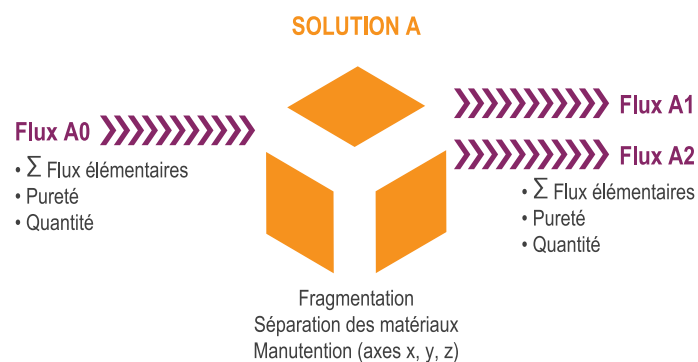 SOLUTION A
Flux A0
• Σ Flux élémentaires
• Pureté
• Quantité
Flux A1
Flux A2
• Σ Flux élémentaires
• Pureté
• Quantité
Fragmentation
Séparation des matériaux
Manutention (axes x, y, z)